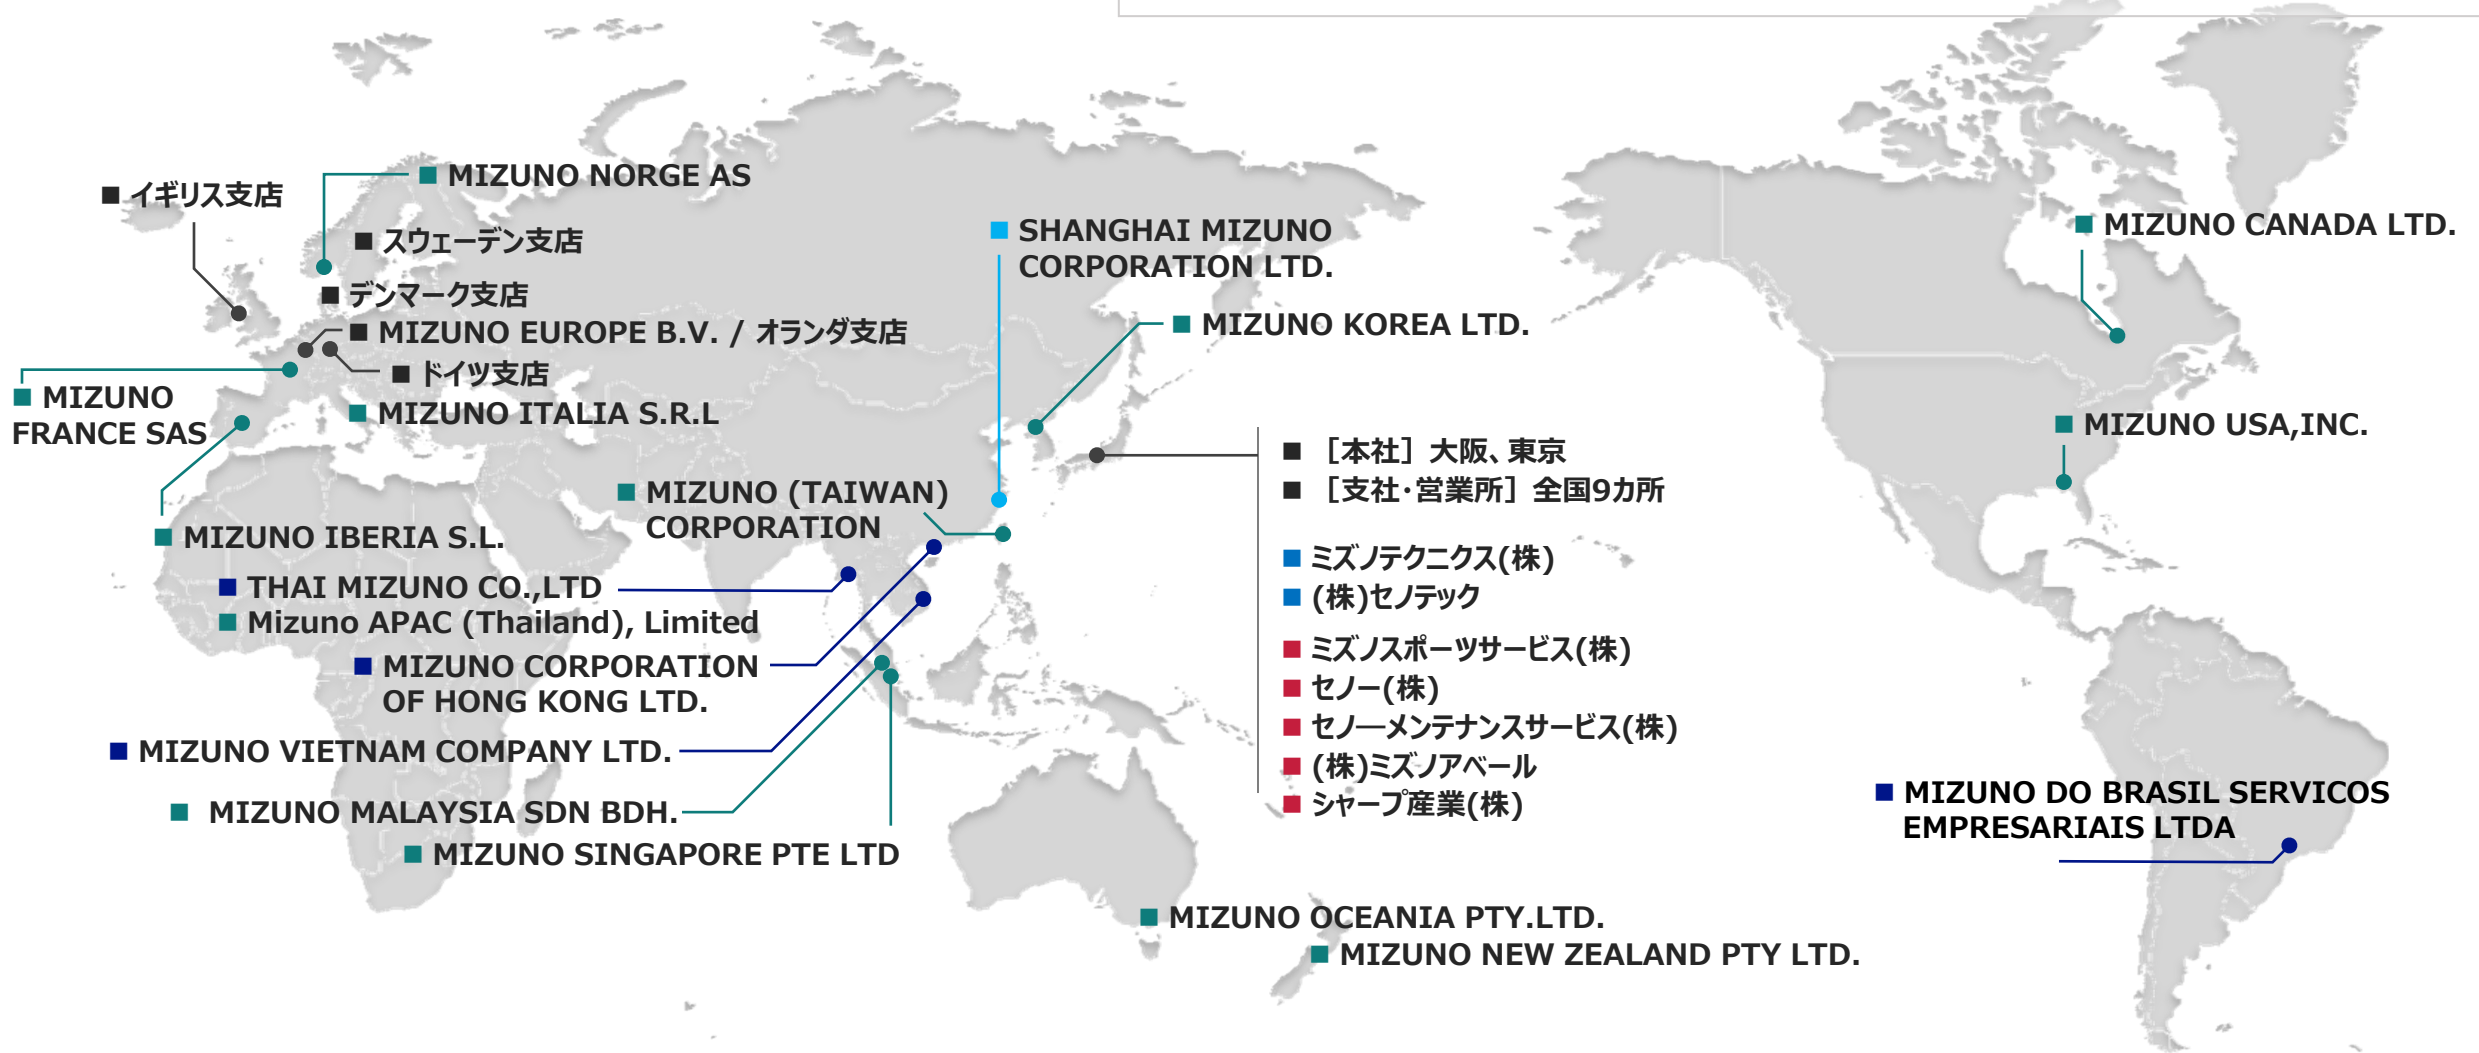 ■ MIZUNO NORGE AS
■ イギリス支店
■ スウェーデン支店
■ デンマーク支店
■ MIZUNO EUROPE B.V. / オランダ支店
■ ドイツ支店
■ MIZUNO
FRANCE SAS
■ MIZUNO ITALIA S.R.L
■ MIZUNO IBERIA S.L.
■ SHANGHAI MIZUNO
CORPORATION LTD.
■ MIZUNO KOREA LTD.
■ MIZUNO (TAIWAN)
CORPORATION
■ THAI MIZUNO CO.,LTD
■ Mizuno APAC (Thailand), Limited
■ MIZUNO CORPORATION
OF HONG KONG LTD.
■ MIZUNO VIETNAM COMPANY LTD.
■ MIZUNO MALAYSIA SDN BDH.
■ MIZUNO SINGAPORE PTE LTD
■ ［本社］大阪、東京
■ ［支社・営業所］全国9カ所
■ ミズノテクニクス(株)
■ (株)セノテック
■ ミズノスポーツサービス(株)
■ セノー(株)
■ セノ―メンテナンスサービス(株)
■ (株)ミズノアベール
■ シャープ産業(株)
■ MIZUNO OCEANIA PTY.LTD.
■ MIZUNO NEW ZEALAND PTY LTD.
■ MIZUNO CANADA LTD.
■ MIZUNO USA,INC.
■ MIZUNO DO BRASIL SERVICOS
EMPRESARIAIS LTDA